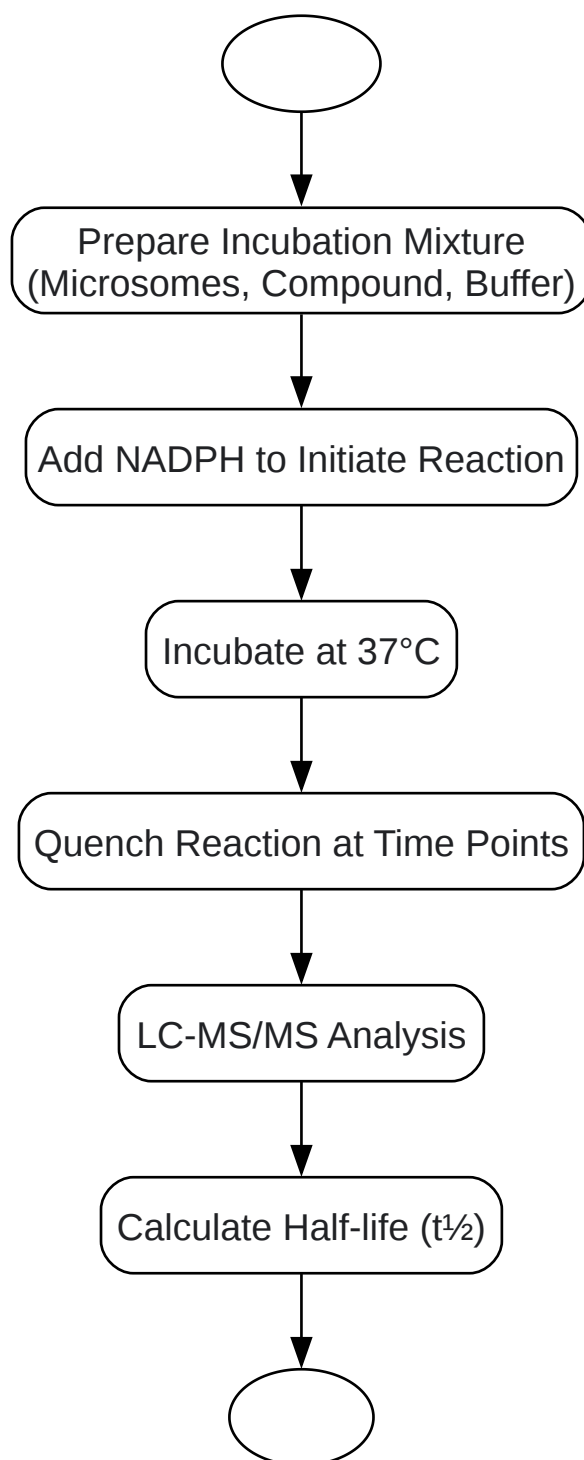 Prepare Incubation Mixture
(Microsomes, Compound, Buffer)
Add NADPH to Initiate Reaction
Incubate at 37°C
Quench Reaction at Time Points
LC-MS/MS Analysis
Calculate Half-life (t½)